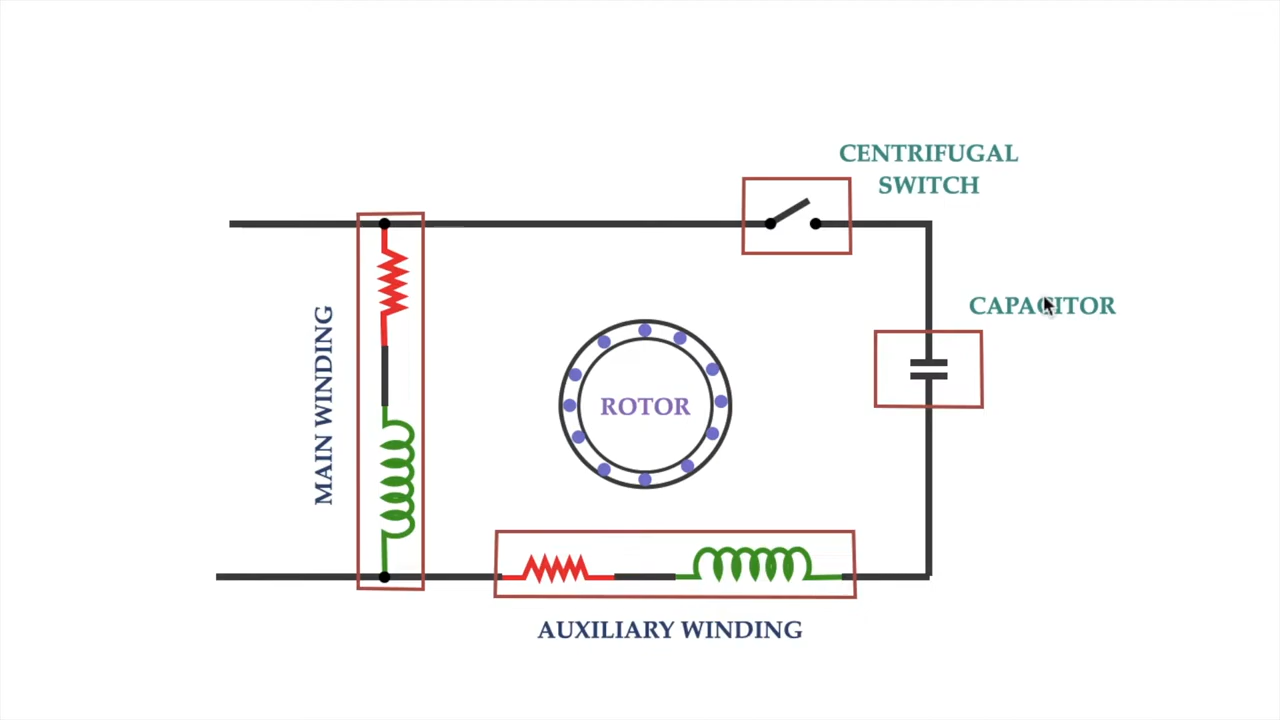 CENTRIFUGAL
SWITCH
CAPACITOR
MAIN WINDING
ROTOR
AUXILIARY WINDING